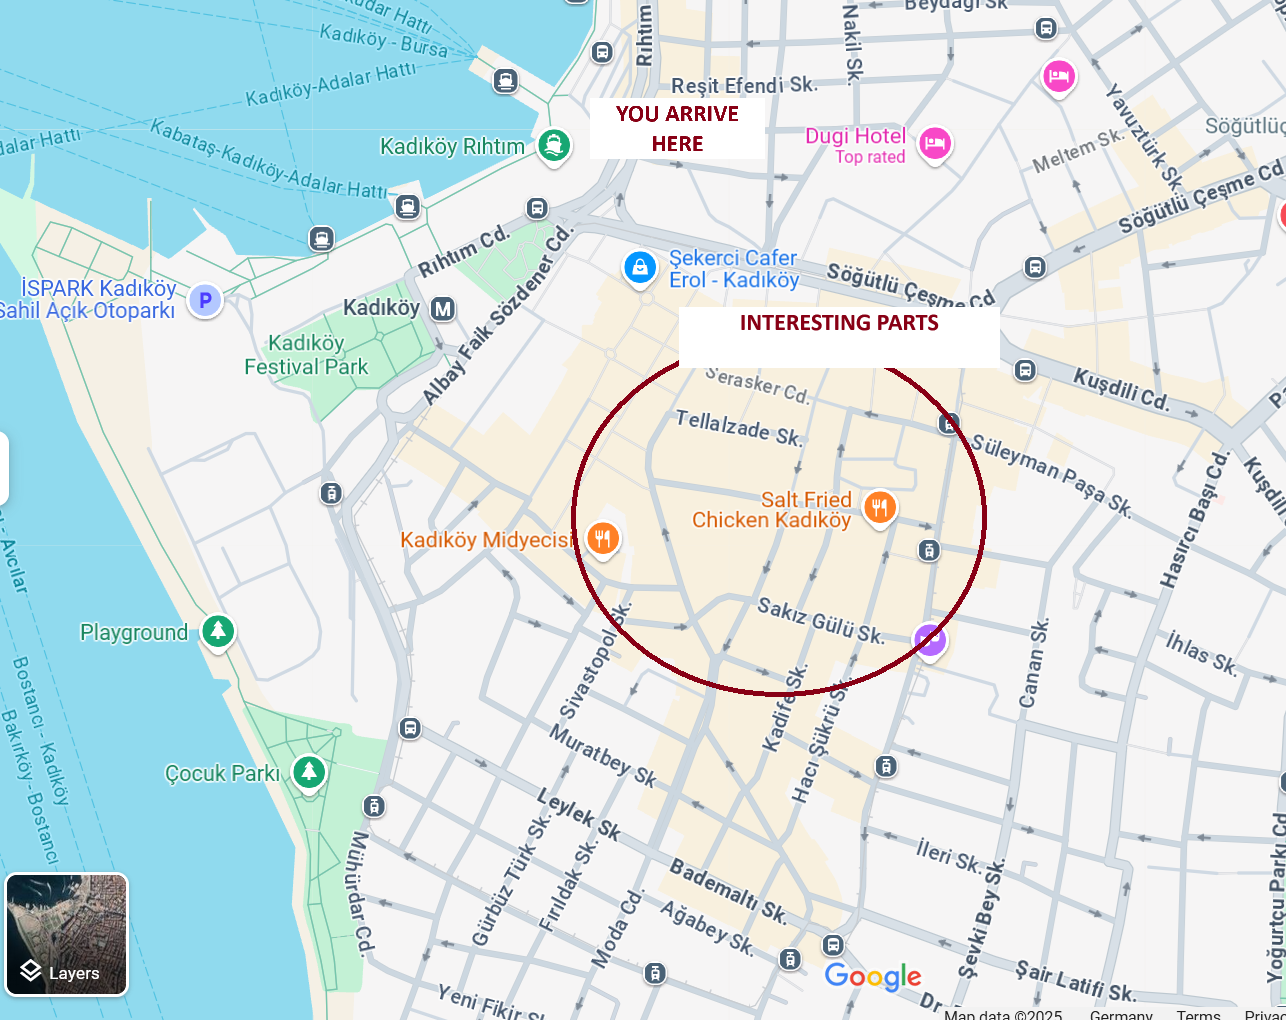 Beydağı Sk
Kadıköy - Bursa
Rıhtım
Nakil Sk.
Kadıköy-Adalar Hattı
Reşit Efendi Sk.
Yavuztürk Sk.
YOU ARRIVE
HERE
Kabataş-Kadıköy-Adalar Hattı
Kadıköy Rıhtım
Dugi Hotel
Top rated
Meltem Sk.
Söğütlü Çeşme Cd
Rıhtım Cd.
Albay Faik Sözdener Cd.
Şekerci Cafer
Erol - Kadıköy
Söğütlü Çeşme Cd
İSPARK Kadıköy
Sahil Açık Otoparkı
P
Kadıköy
M
INTERESTING PARTS
Kadıköy
Festival Park
Serasker Cd.
Kuşdili Cd.
Tellalzade Sk.
Süleyman Paşa Sk.
Hasırcı Başı Cd.
Salt Fried
Chicken Kadıköy
Kadıköy Midyecisi
- Avcılar
Sakız Gülü Sk.
Playground
Sivastopol Sk.
Canan Sk.
İhlas Sk.
Bostancı - Kadıköy
Bakırköy - Bostancı
Kadife Sk.
Hacı Şükrü Sk.
Muratbey Sk
Çocuk Parkı
Leylek Sk
Mühürdar Cd.
Gürbüz Türk Sk.
Fırıldak Sk.
Moda Cd.
Bademaltı Sk.
Ağabey Sk.
İleri Sk.
Şevki Bey Sk.
Yoğurtçu Parkı Cd
Layers
Google
Şair Latifi Sk.
Yeni Fikir Sk
Dr.
Map data ©2025 Germany Terms